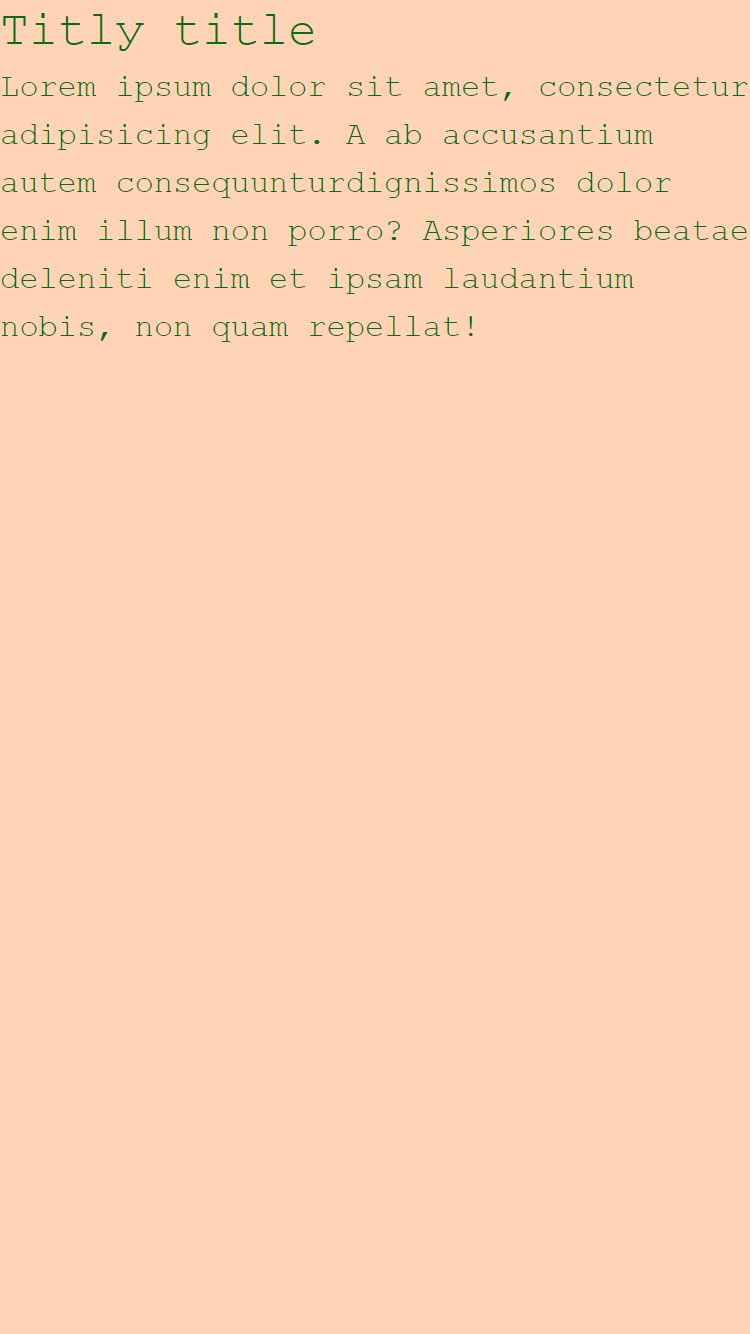 Titly title
Lorem ipsum dolor sit amet, consectetur
adipisicing elit. A ab accusantium
autem consequunturdignissimos dolor
enim illum non porro? Asperiores beatae
deleniti enim et ipsam laudantium
nobis, non quam repellat!